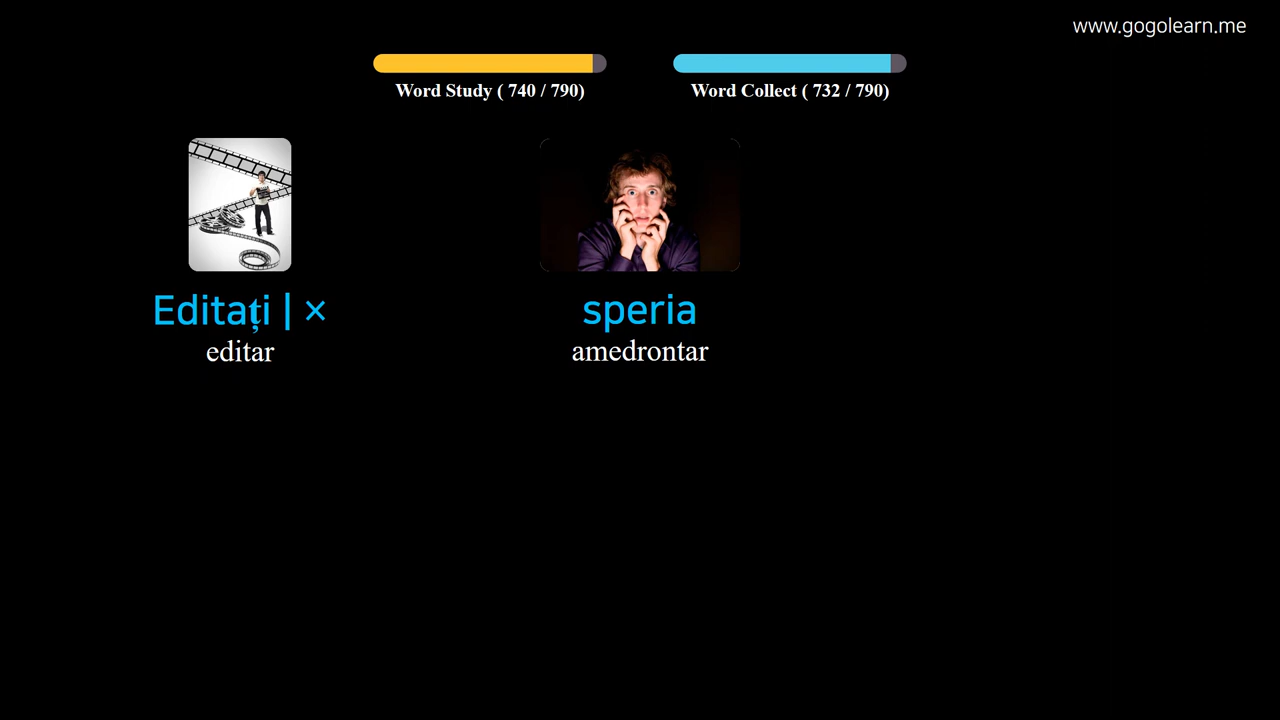 www.gogolearn.me
Word Study ( 740 / 790)
Word Collect ( 732 / 790)
Editați | ×
editar
speria
amedrontar